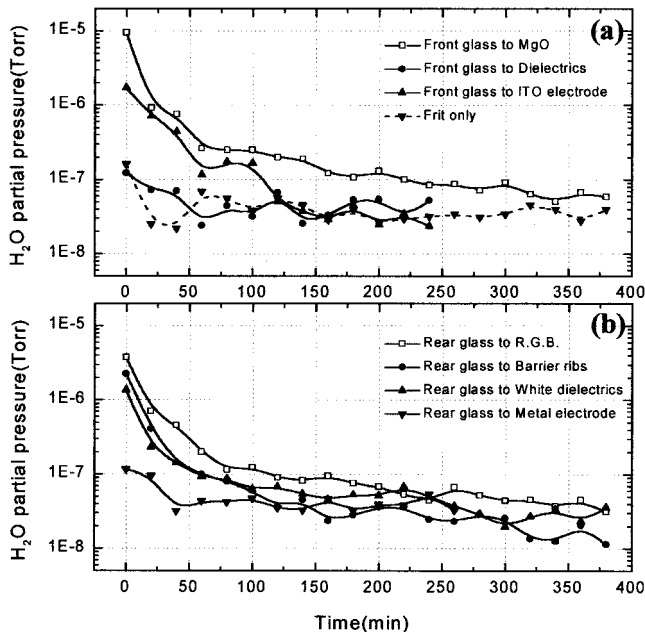 (a)
Front glass to MgO
Front glass to Dielectrics
Front glass to ITO electrode
Frit only
H₂O partial pressure(Torr)
1E-5
1E-6
1E-7
1E-8
0 50 100 150 200 250 300 350 400
(b)
Rear glass to R.G.B.
Rear glass to Barrier ribs
Rear glass to White dielectrics
Rear glass to Metal electrode
H₂O partial pressure(Torr)
1E-5
1E-6
1E-7
1E-8
0 50 100 150 200 250 300 350 400
Time(min)